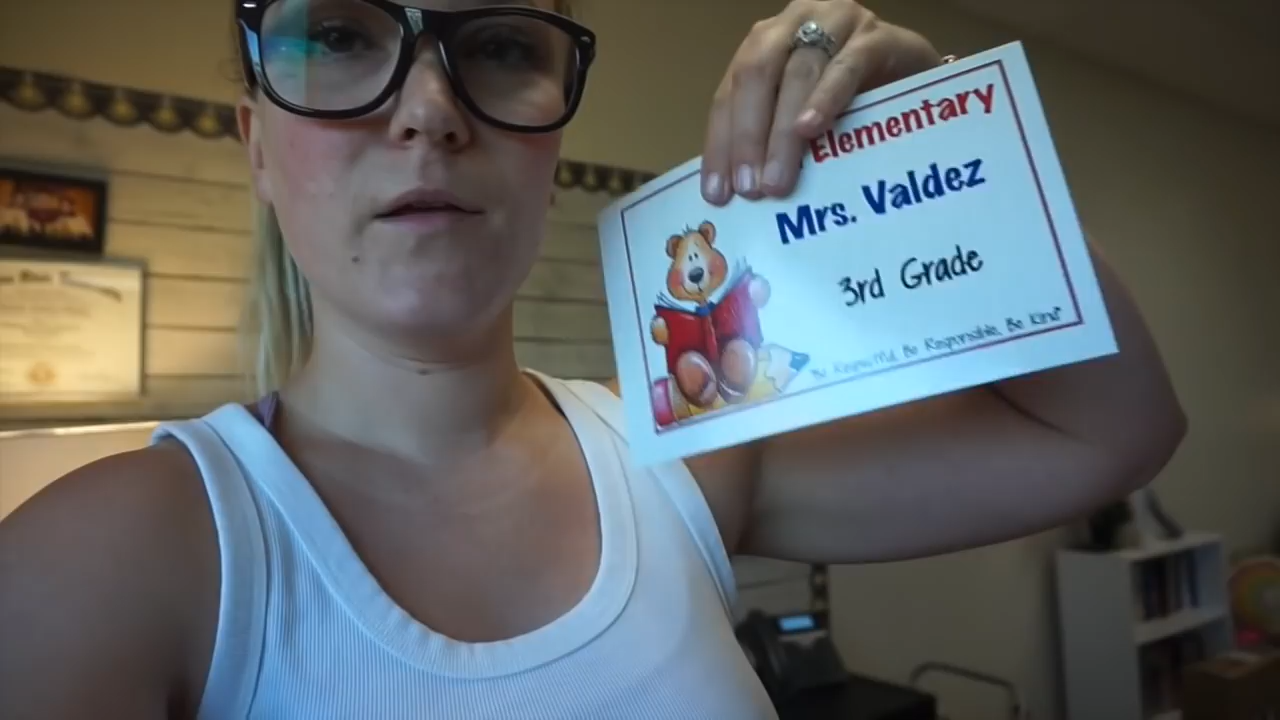 Elementary
Mrs. Valdez
3rd Grade
Be Respectful, Be Responsible, Be Kind